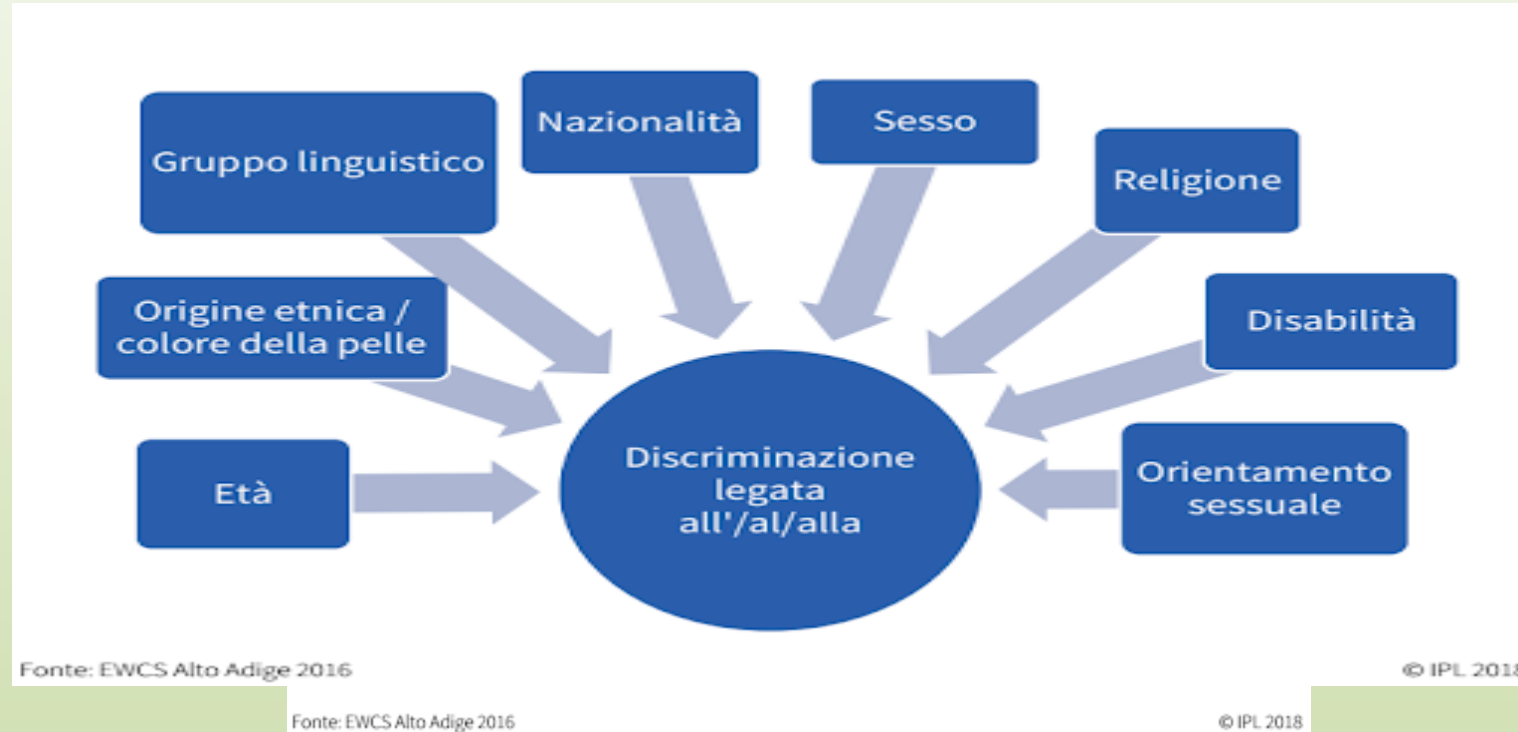 Gruppo linguistico
Nazionalità
Sesso
Religione
Origine etnica /
colore della pelle
Disabilità
Età
Discriminazione
legata
all'/al/alla
Orientamento
sessuale
Fonte: EWCS Alto Adige 2016
© IPL 2018
Fonte: EWCS Alto Adige 2016
© IPL 2018